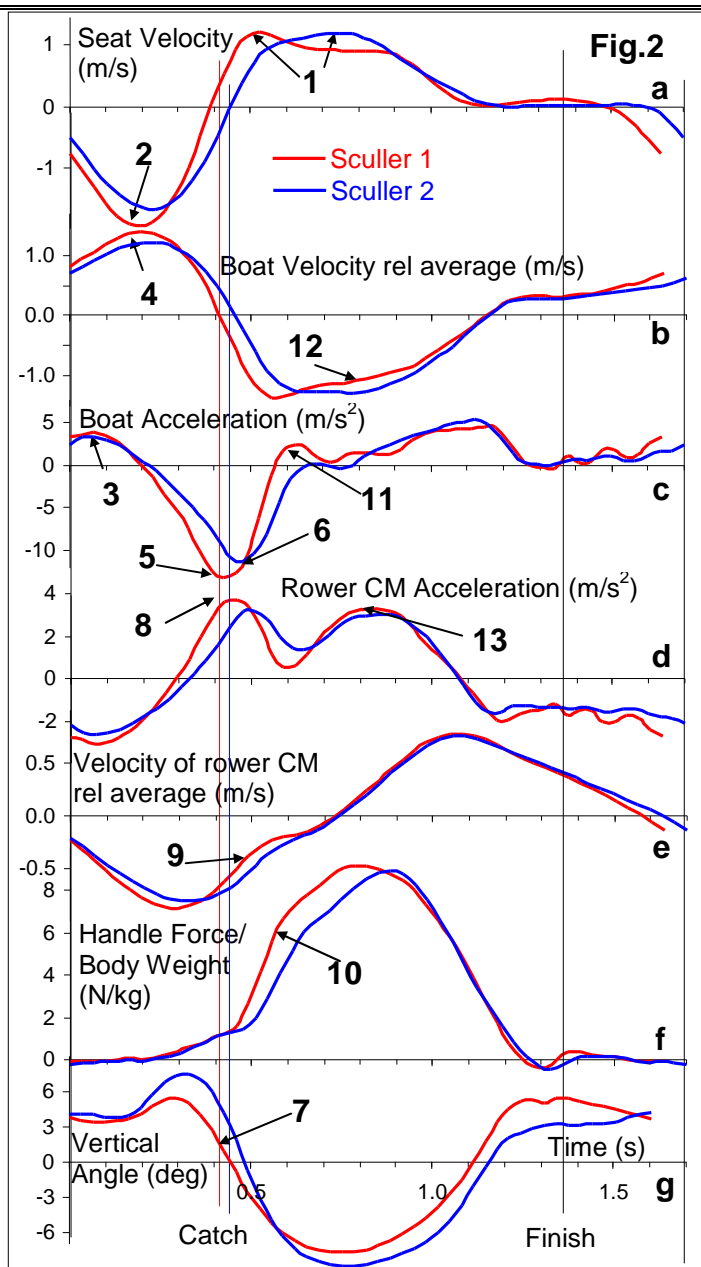 Seat Velocity
(m/s)
Fig.2
1
0
-1
1
2
a
Sculler 1
Sculler 2
1.0
0.0
-1.0
4
Boat Velocity rel average (m/s)
12
b
5
0
-5
-10
Boat Acceleration (m/s²)
3
11
c
5
6
4
2
0
-2
Rower CM Acceleration (m/s²)
8
13
d
0.5
0.0
-0.5
Velocity of rower CM
rel average (m/s)
9
e
8
6
4
2
0
Handle Force/
Body Weight
(N/kg)
10
f
6
3
0
-3
-6
7
Vertical
Angle (deg)
Time (s)
0.5
1.0
1.5
g
Catch
Finish